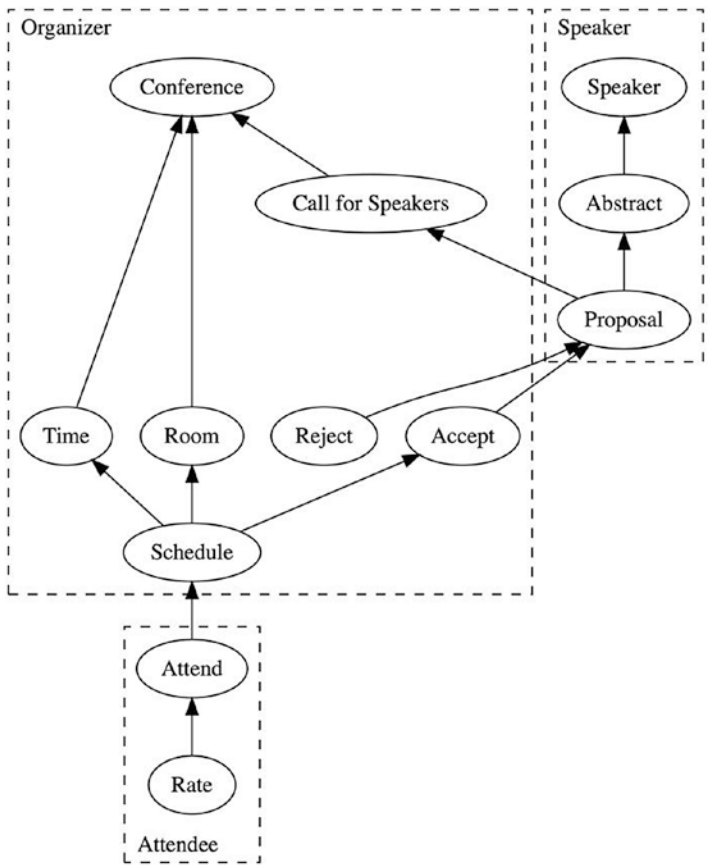 Organizer
Speaker
Conference
Speaker
Call for Speakers
Abstract
Proposal
Time
Room
Reject
Accept
Schedule
Attend
Rate
Attendee